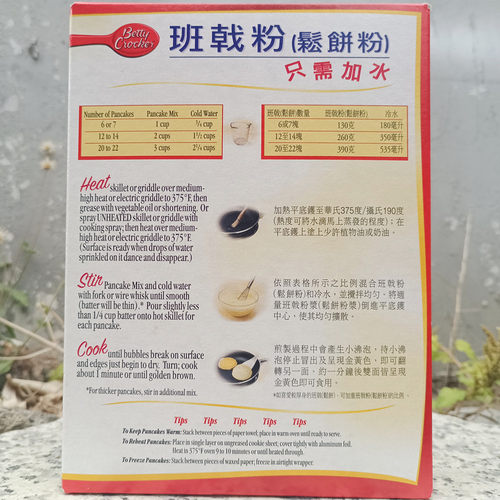 Betty
Crocker
班戟粉(鬆餅粉)
只需加水
Number of Pancakes Pancake Mix Cold Water
6 or 7 1 cup ¾ cup
12 to 14 2 cups 1½ cups
20 to 22 3 cups 2¼ cups
班戟(鬆餅)數量 班戟粉(鬆餅粉) 冷水
6或7塊 130克 180毫升
12至14塊 260克 350毫升
20至22塊 390克 535毫升
Heat skillet or griddle over medium-
high heat or electric griddle to 375°F, then
grease with vegetable oil or shortening. Or
spray UNHEATED skillet or griddle with
cooking spray; then heat over medium-
high heat or electric griddle to 375°F.
(Surface is ready when drops of water
sprinkled on it dance and disappear.)
加熱平底鑊至華氏375度/攝氏190度
(熱度可將水滴馬上蒸發的程度)；在
平底鑊上塗上少許植物油或奶油。
Stir Pancake Mix and cold water
with fork or wire whisk until smooth
(batter will be thin).* Pour slightly less
than 1/4 cup batter onto hot skillet for
each pancake.
依照表格所示之比例混合班戟粉
(鬆餅粉)和冷水，並攪拌均勻。將適
量班戟粉漿(鬆餅粉漿)倒進平底鑊
中心，使其均勻擴散。
Cook until bubbles break on surface
and edges just begin to dry. Turn; cook
about 1 minute or until golden brown.
煎製過程中會產生小沸泡，待小沸
泡停止冒出及呈現金黃色，即可翻
轉另一面，約一分鐘後雙面皆呈現
金黃色即可食用。
*For thicker pancakes, stir in additional mix.
Tips Tips Tips Tips Tips
To Keep Pancakes Warm: Stack between pieces of paper towel; place in warm oven until ready to serve.
To Reheat Pancakes: Place in single layer on ungreased cookie sheet; cover tightly with aluminum foil.
Heat in 375°F oven 9 to 10 minutes or until heated through.
To Freeze Pancakes: Stack between pieces of waxed paper; freeze in airtight wrapper.